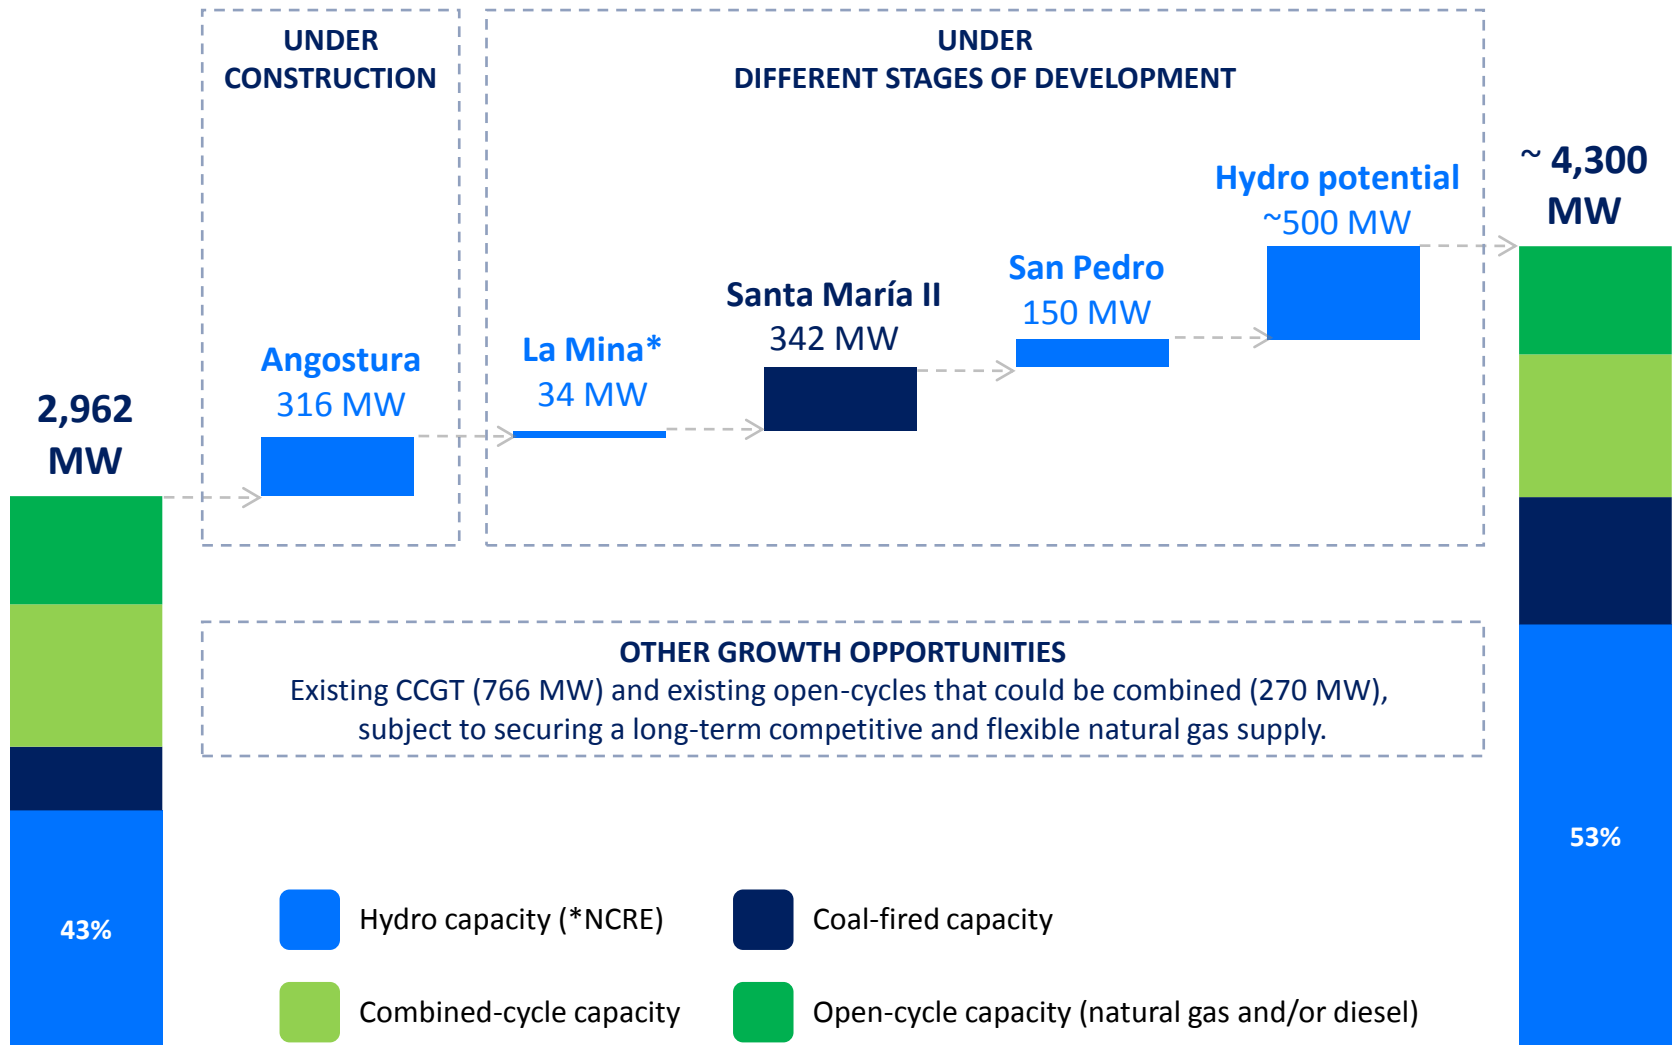 UNDER
CONSTRUCTION
UNDER
DIFFERENT STAGES OF DEVELOPMENT
2,962
MW
Angostura
316 MW
La Mina*
34 MW
Santa María II
342 MW
San Pedro
150 MW
Hydro potential
~500 MW
~ 4,300
MW
OTHER GROWTH OPPORTUNITIES
Existing CCGT (766 MW) and existing open-cycles that could be combined (270 MW),
subject to securing a long-term competitive and flexible natural gas supply.
43%
53%
Hydro capacity (*NCRE)
Coal-fired capacity
Combined-cycle capacity
Open-cycle capacity (natural gas and/or diesel)